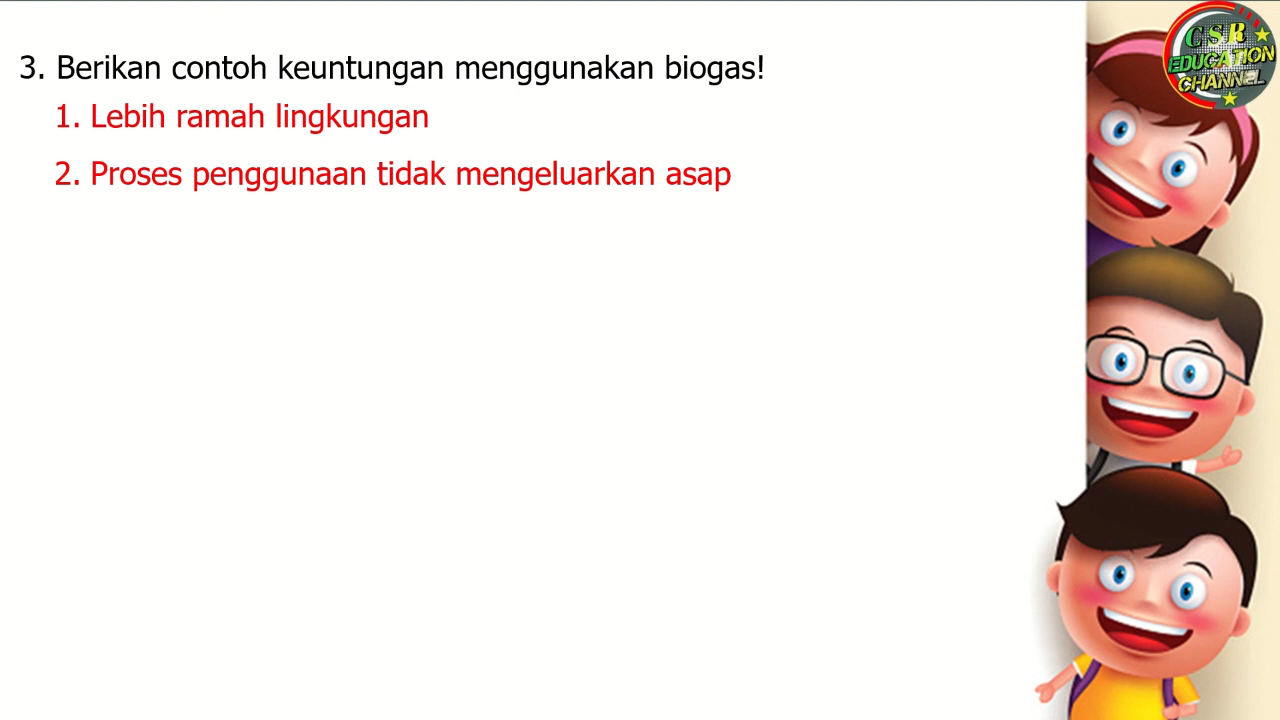 3. Berikan contoh keuntungan menggunakan biogas!
1. Lebih ramah lingkungan
2. Proses penggunaan tidak mengeluarkan asap
CSR
EDUCATION
CHANNEL